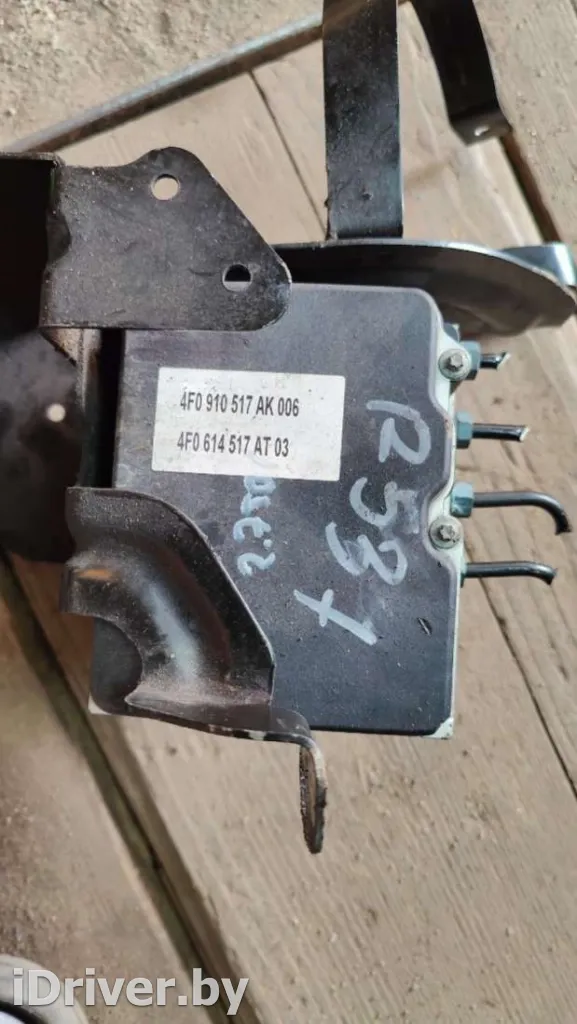 4F0 910 517 AK 006
4F0 614 517 AT 03
R537
iDriver.by